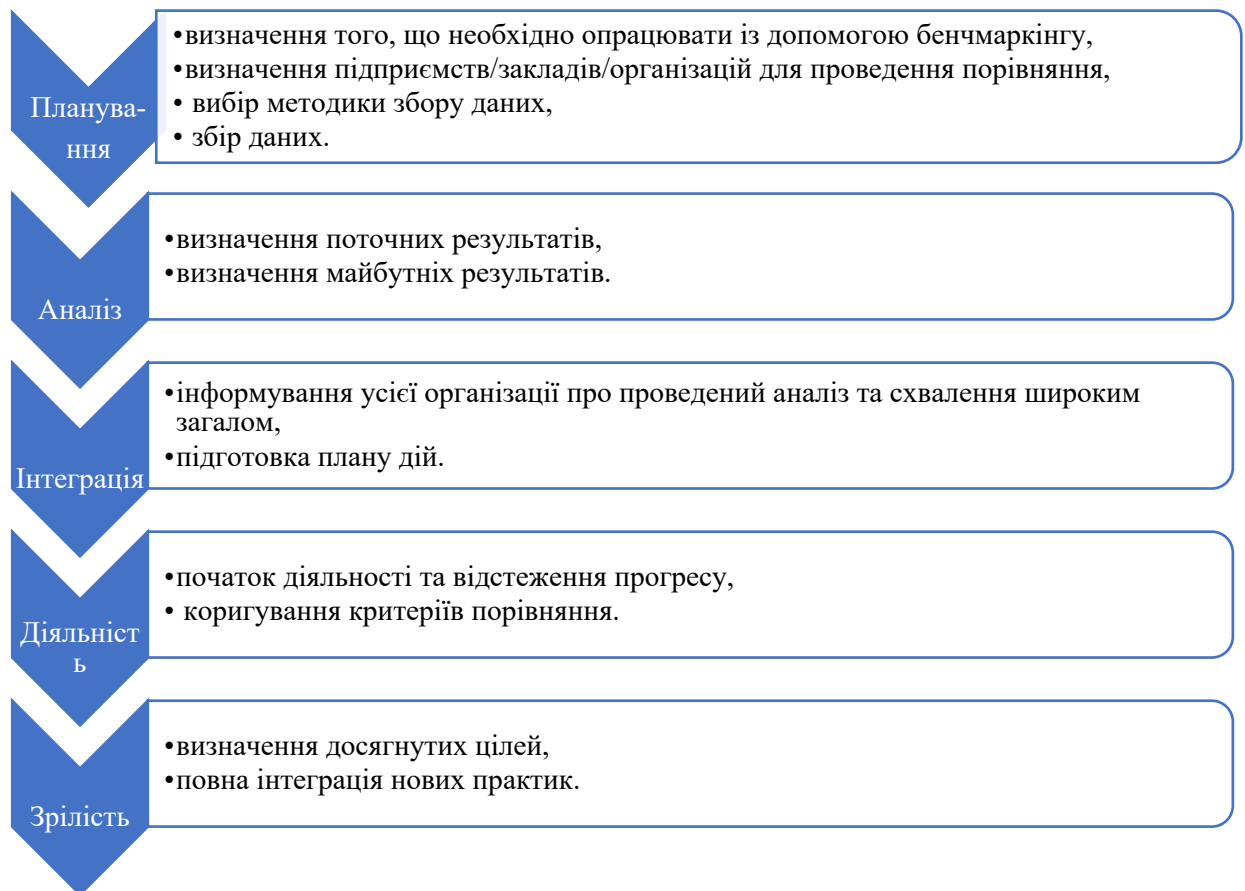 Планува-
ння
•визначення того, що необхідно опрацювати із допомогою бенчмаркінгу,
•визначення підприємств/закладів/організацій для проведення порівняння,
• вибір методики збору даних,
• збір даних.
Аналіз
•визначення поточних результатів,
•визначення майбутніх результатів.
Інтеграція
•інформування усієї організації про проведений аналіз та схвалення широким
загалом,
•підготовка плану дій.
Діяльніст
ь
•початок діяльності та відстеження прогресу,
• коригування критеріїв порівняння.
Зрілість
•визначення досягнутих цілей,
•повна інтеграція нових практик.